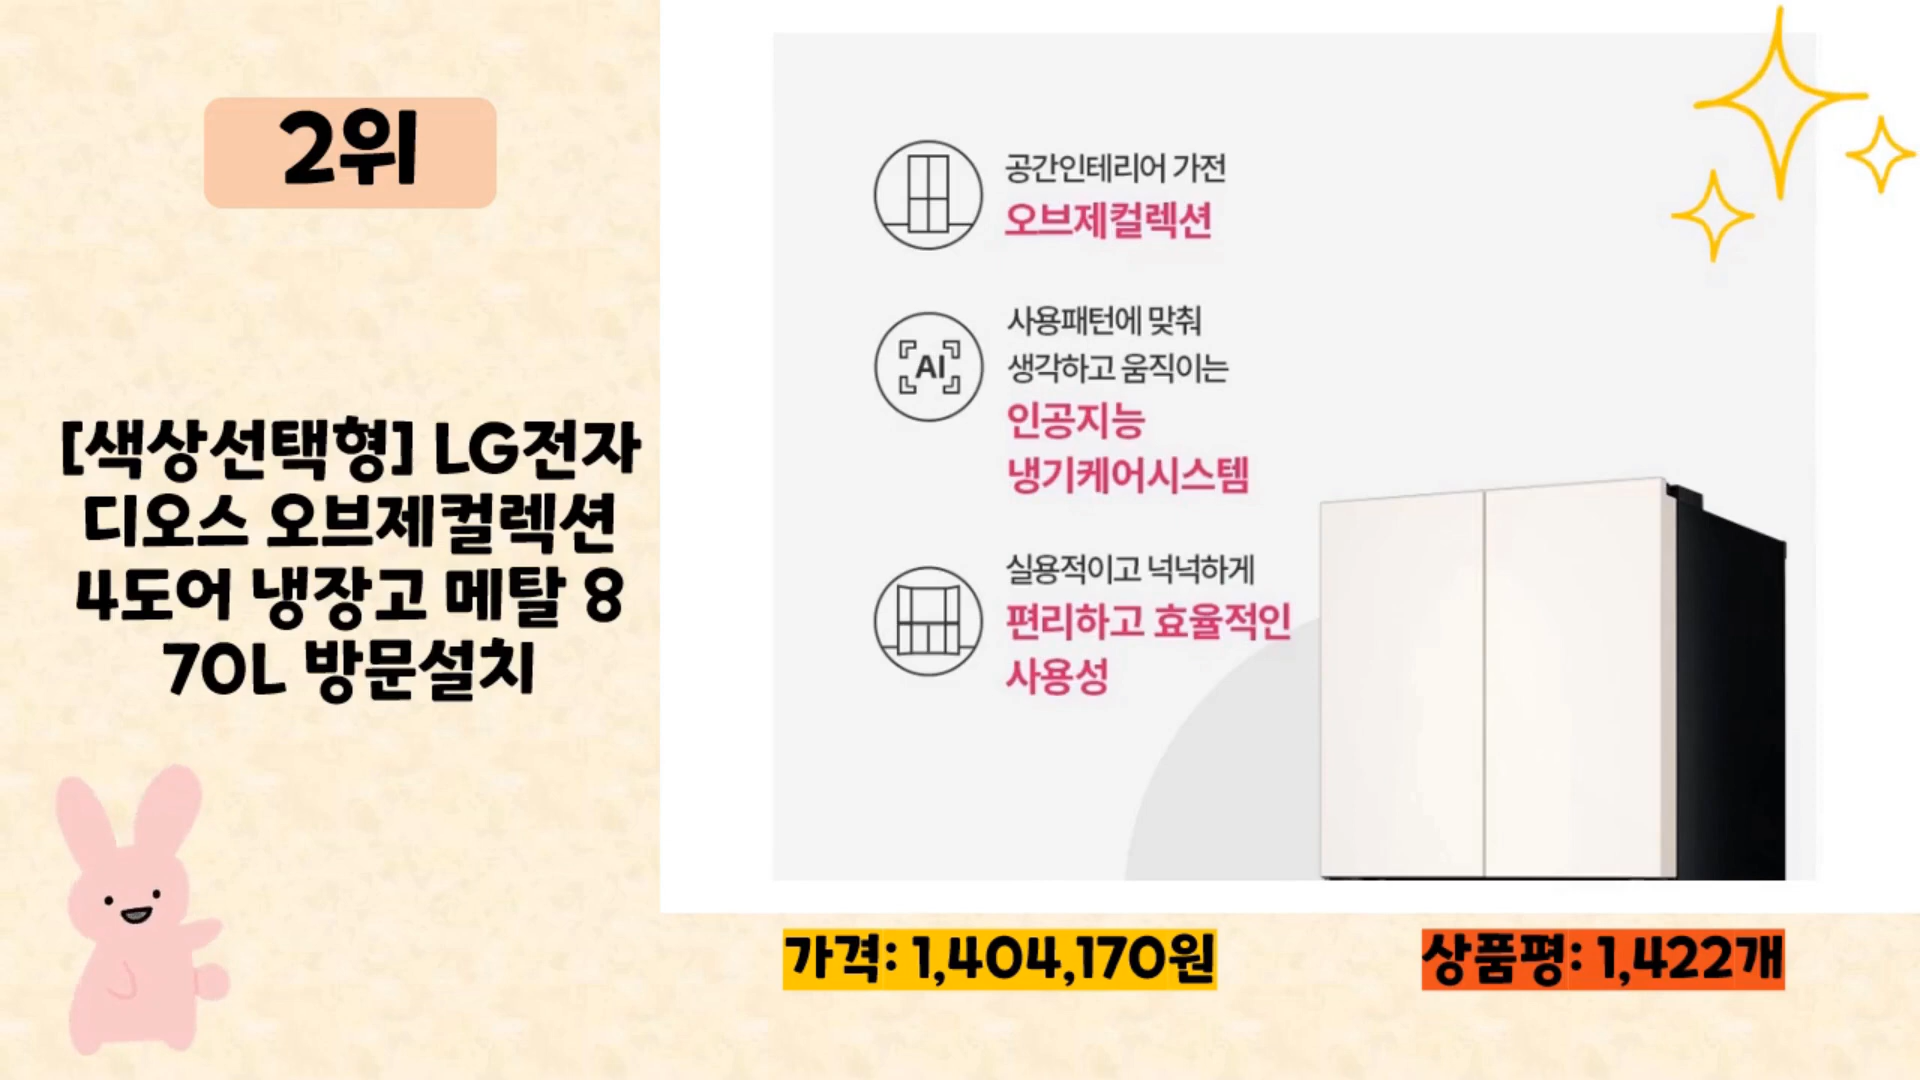 2위
[색상선택형] LG전자
디오스 오브제컬렉션
4도어 냉장고 메탈 8
70L 방문설치
공간인테리어 가전
오브제컬렉션
AI
사용패턴에 맞춰
생각하고 움직이는
인공지능
냉기케어시스템
실용적이고 넉넉하게
편리하고 효율적인
사용성
가격: 1,404,170원
상품평: 1,422개